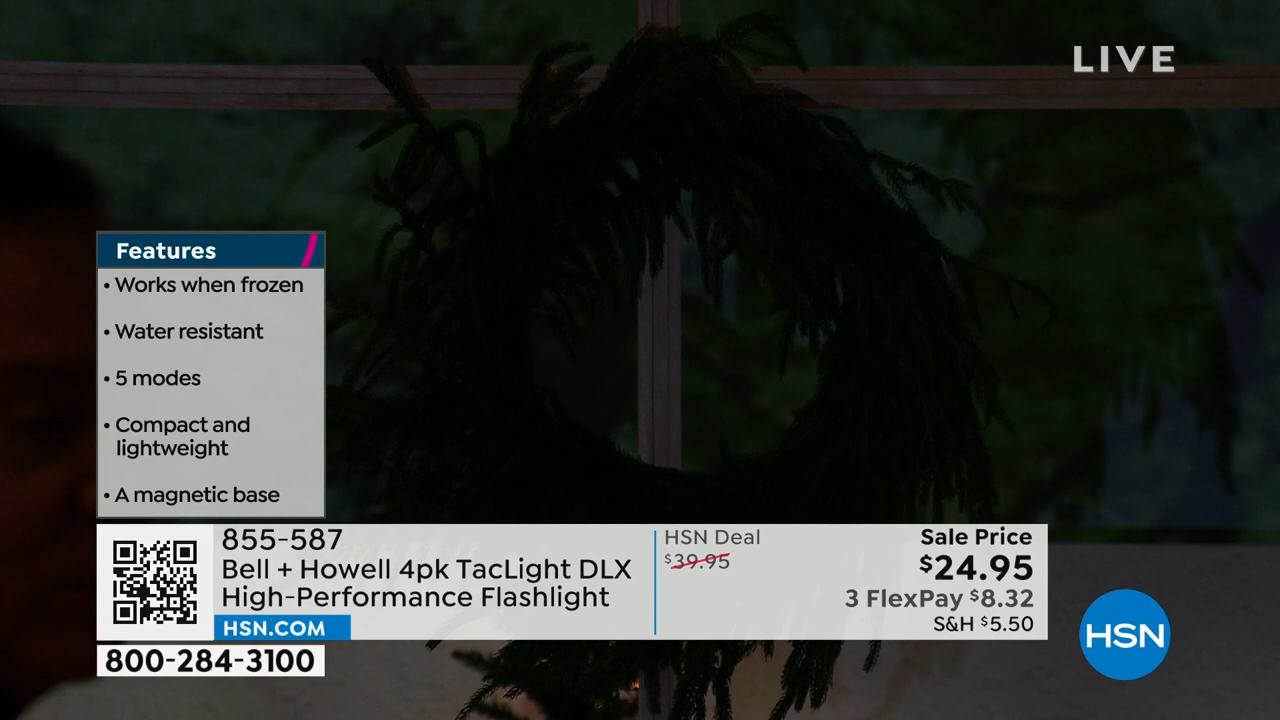 LIVE
Features
• Works when frozen
• Water resistant
• 5 modes
• Compact and
lightweight
• A magnetic base
855-587
Bell + Howell 4pk TacLight DLX
High-Performance Flashlight
HSN.COM
800-284-3100
HSN Deal
$39.95
Sale Price
$24.95
3 FlexPay $8.32
S&H $5.50
HSN